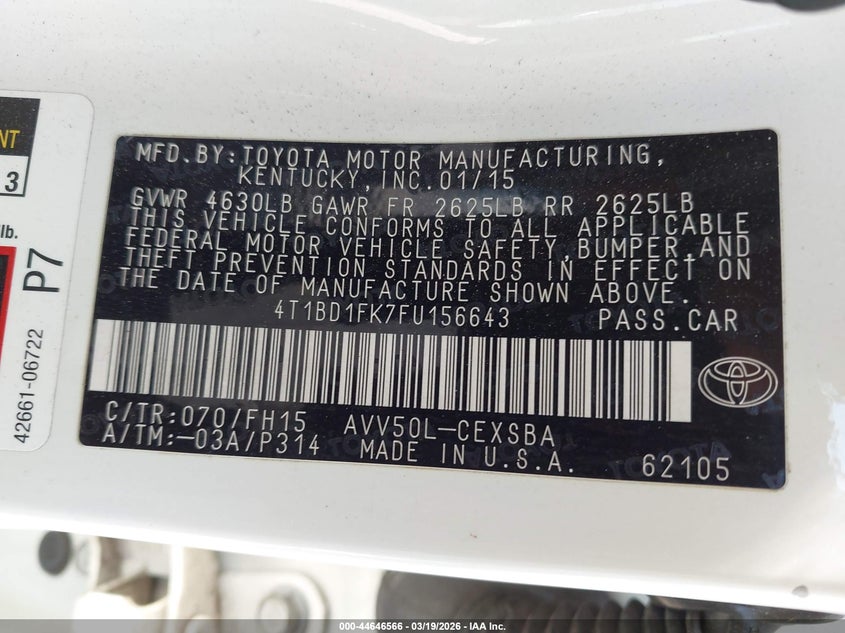 NT
3
lb.
P7
42661-06722
MFD.BY:TOYOTA MOTOR MANUFACTURING,
KENTUCKY, INC.01/15
GVWR 4630LB GAWR FR 2625LB RR 2625LB
THIS VEHICLE CONFORMS TO ALL APPLICABLE
FEDERAL MOTOR VEHICLE SAFETY,BUMPER,AND
THEFT PREVENTION STANDARDS IN EFFECT ON
THE DATE OF MANUFACTURE SHOWN ABOVE.
4T1BD1FK7FU156643 PASS.CAR
C/TR:070/FH15 AVV50L-CEXSBA
A/TM:-03A/P314 MADE IN U.S.A. 62105
000-44646566 | 03/19/2026 | IAA Inc.